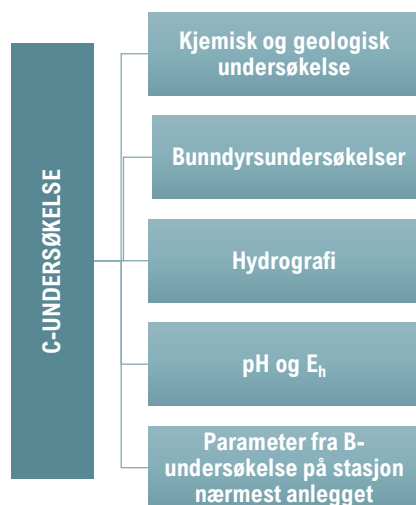 C-UNDERSØKELSE
Kjemisk og geologisk
undersøkelse
Bunndyrsundersøkelser
Hydrografi
pH og Eₕ
Parameter fra B-
undersøkelse på stasjon
nærmest anlegget